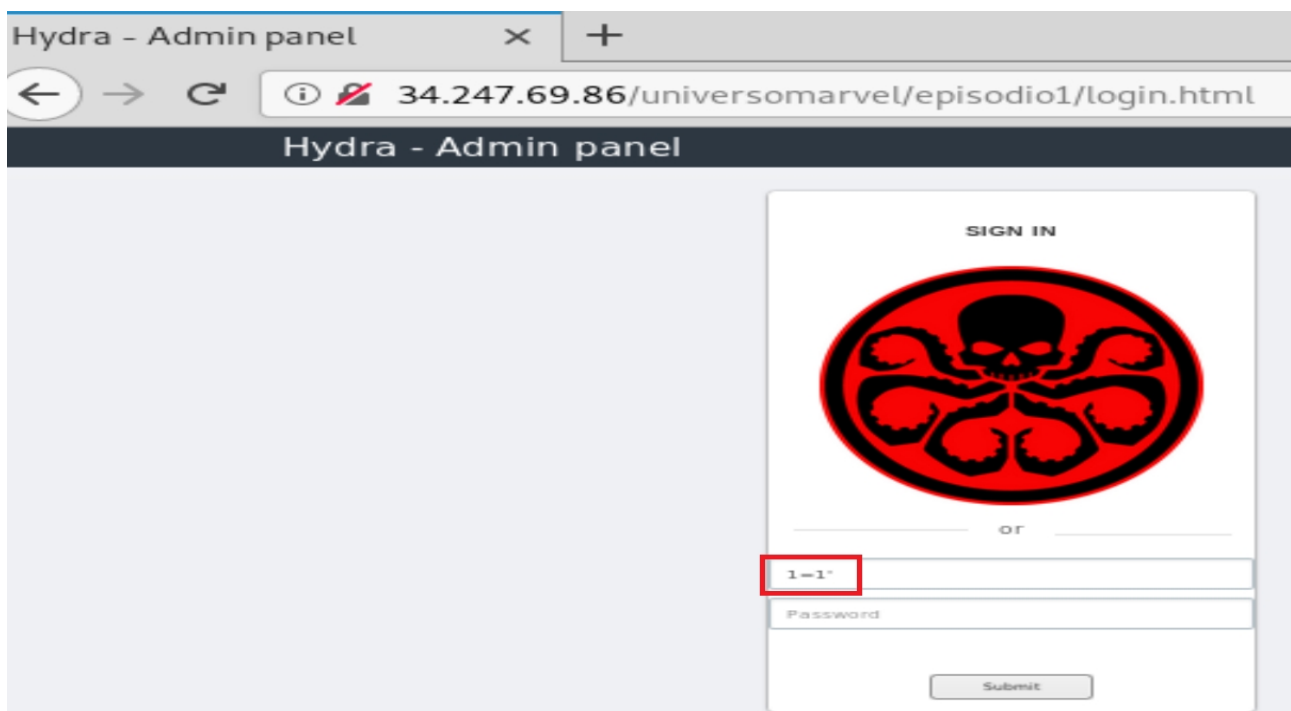 Hydra - Admin panel × +
34.247.69.86/universomarvel/episodio1/login.html
Hydra - Admin panel
SIGN IN
or
1=1'
Password
Submit